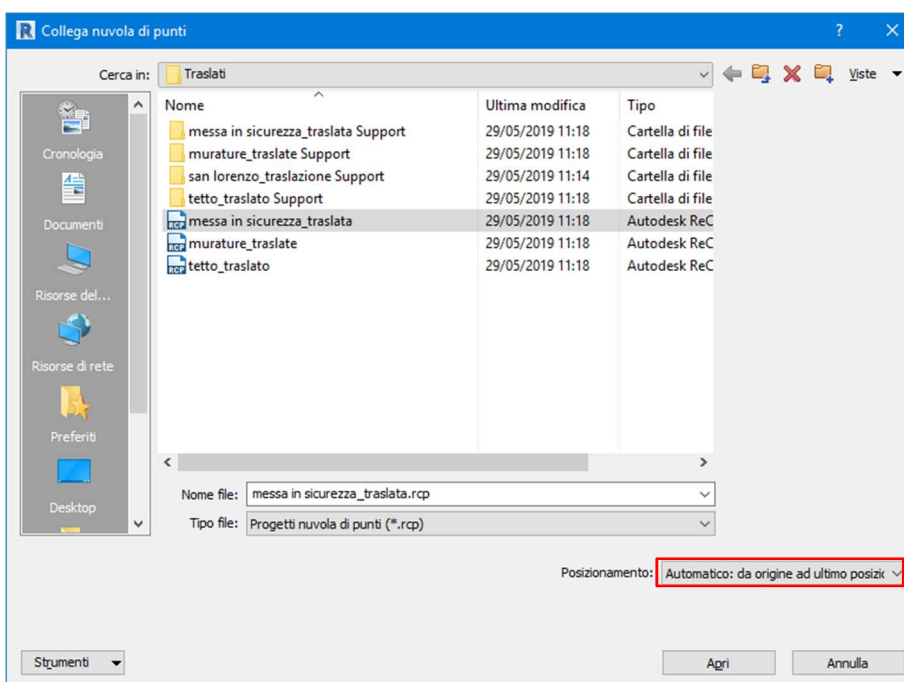 R Collega nuvola di punti ?
Cerca in: Traslati Viste
Nome Ultima modifica Tipo
messa in sicurezza_traslata Support 29/05/2019 11:18 Cartella di file
murature_traslate Support 29/05/2019 11:18 Cartella di file
san lorenzo_traslazione Support 29/05/2019 11:14 Cartella di file
tetto_traslato Support 29/05/2019 11:18 Cartella di file
RCP messa in sicurezza_traslata 29/05/2019 11:18 Autodesk ReC
RCP murature_traslate 29/05/2019 11:18 Autodesk ReC
RCP tetto_traslato 29/05/2019 11:18 Autodesk ReC
Cronologia
Documenti
Risorse del...
Risorse di rete
Preferiti
Desktop
Nome file: messa in sicurezza_traslata.rcp
Tipo file: Progetti nuvola di punti (*.rcp)
Posizionamento: Automatico: da origine ad ultimo posizic
Strumenti Apri Annulla